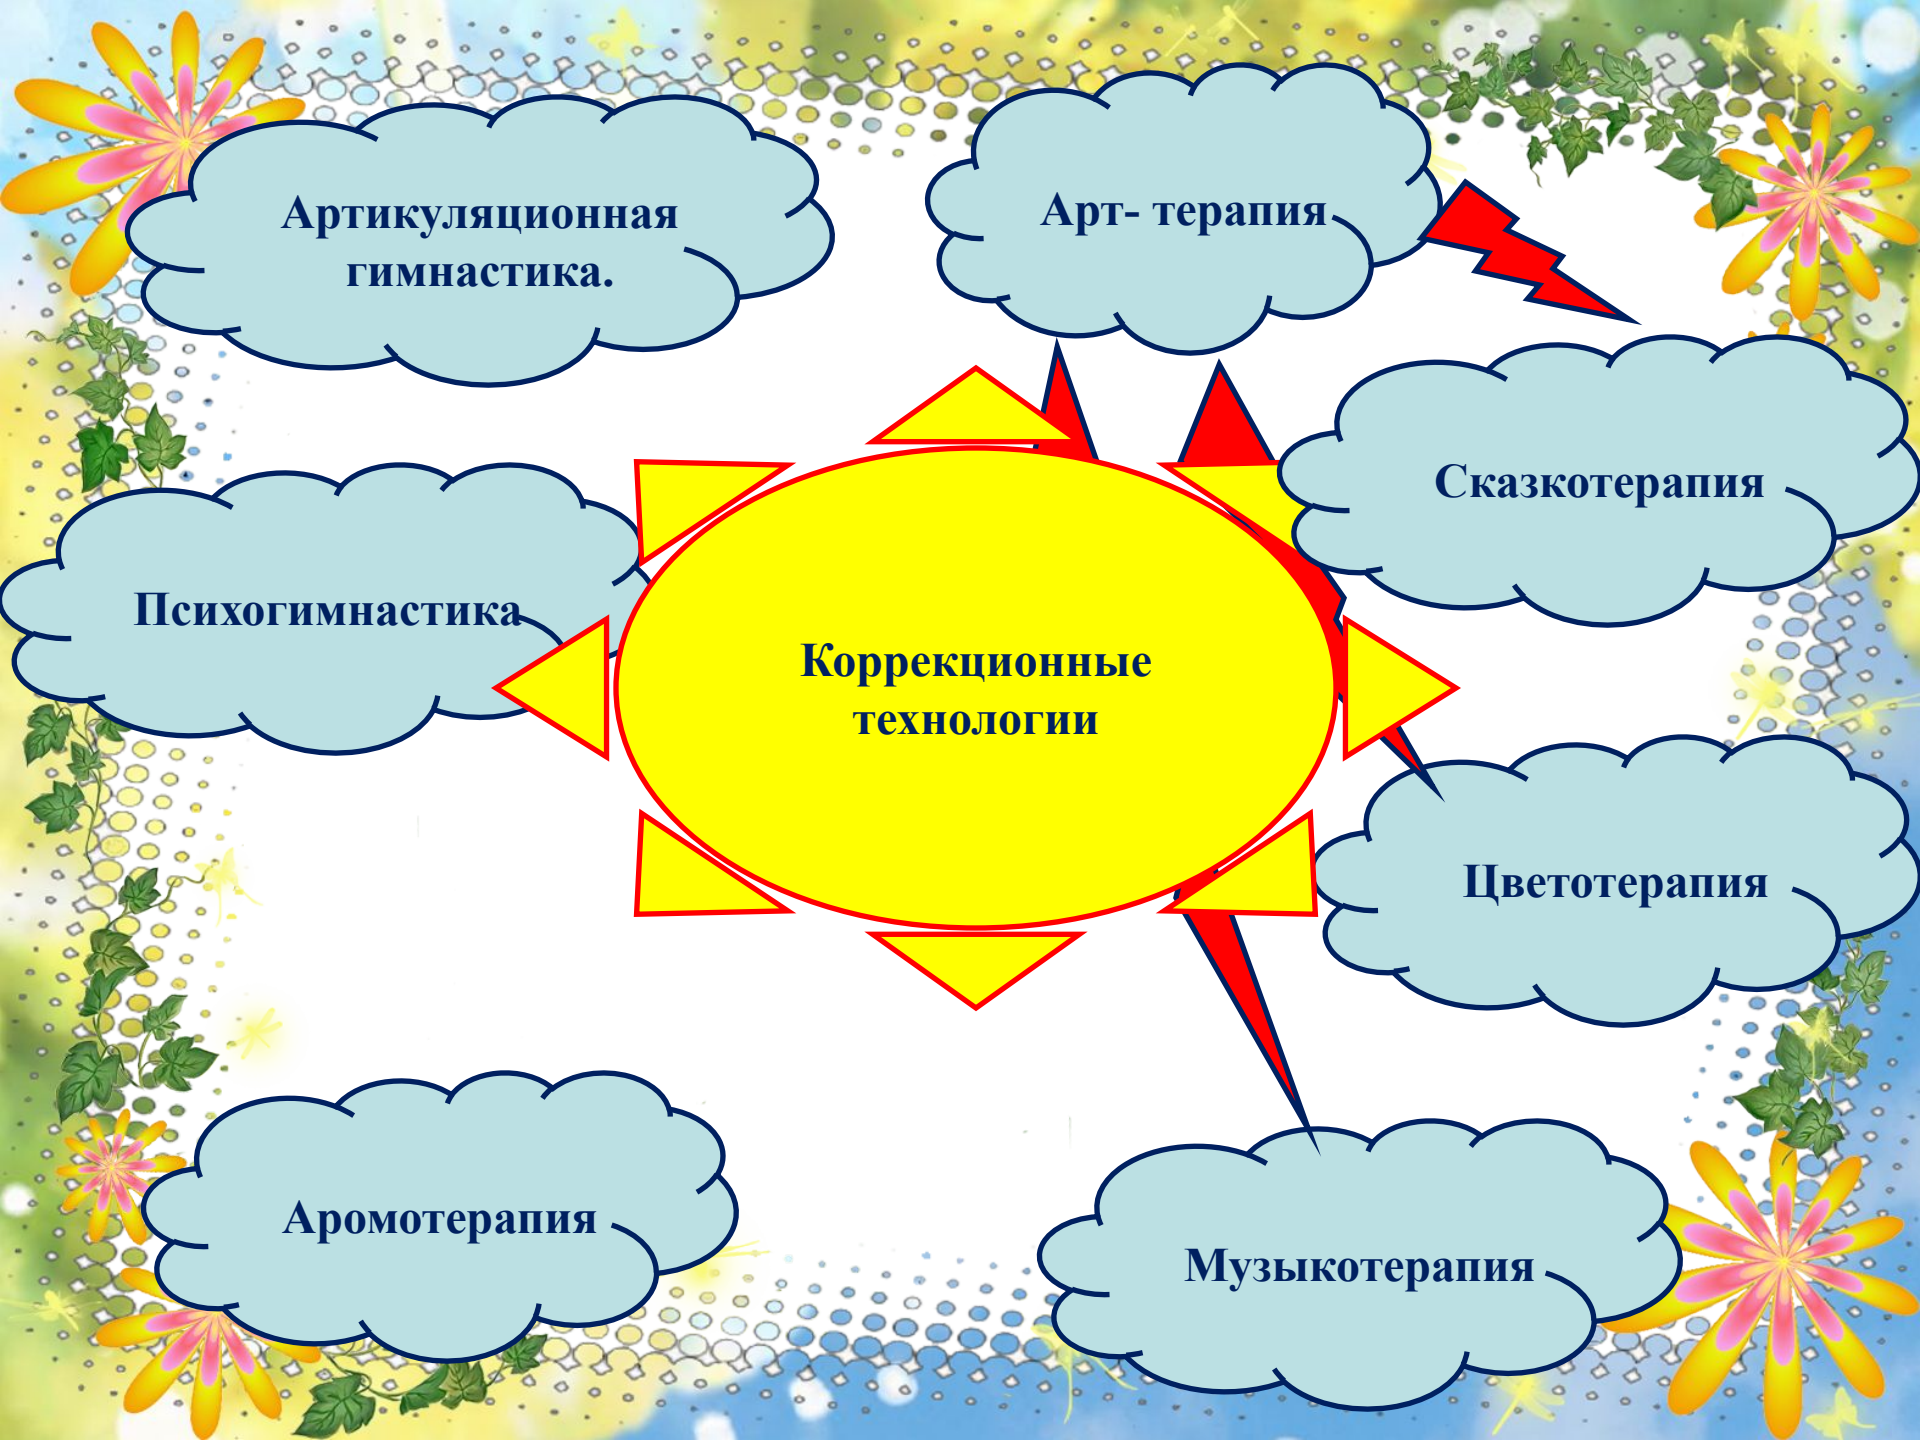 Артикуляционная
гимнастика.
Арт- терапия
Сказкотерапия
Психогимнастика
Коррекционные
технологии
Цветотерапия
Аромотерапия
Музыкотерапия